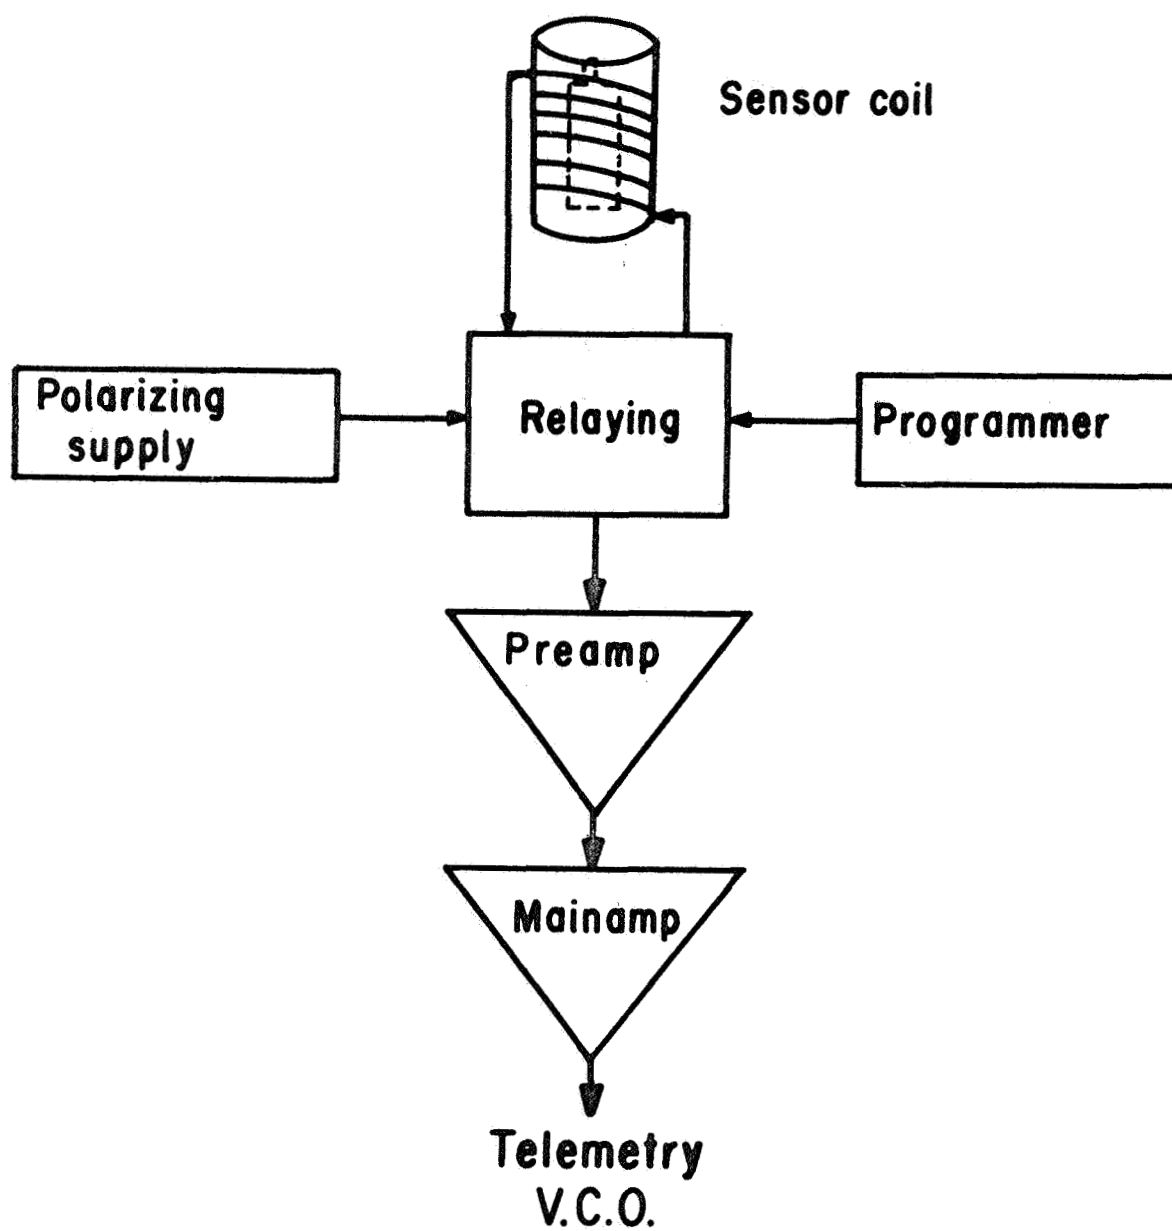 Sensor coil
Polarizing
supply
Relaying
Programmer
Preamp
Mainamp
Telemetry
V.C.O.